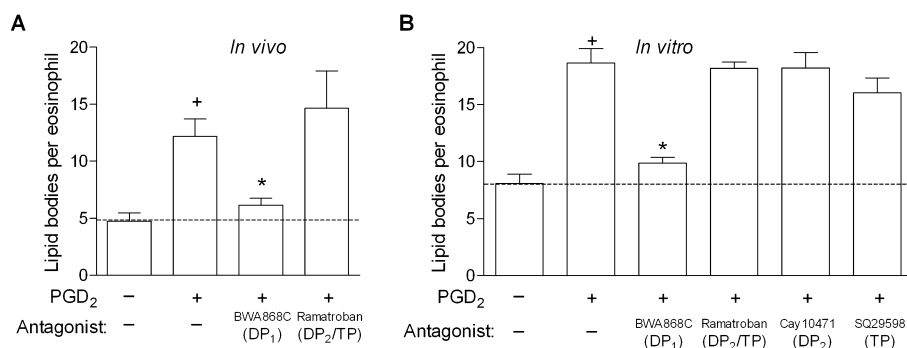 A
In vivo
Lipid bodies per eosinophil
20
15
10
5
0
+
*
PGD₂ − + + +
Antagonist: − − BWA868C (DP₁) Ramatroban (DP₂/TP)
B
In vitro
Lipid bodies per eosinophil
20
15
10
5
0
+
*
PGD₂ − + + + + +
Antagonist: − − BWA868C (DP₁) Ramatroban (DP₂/TP) Cay10471 (DP₂) SQ29598 (TP)